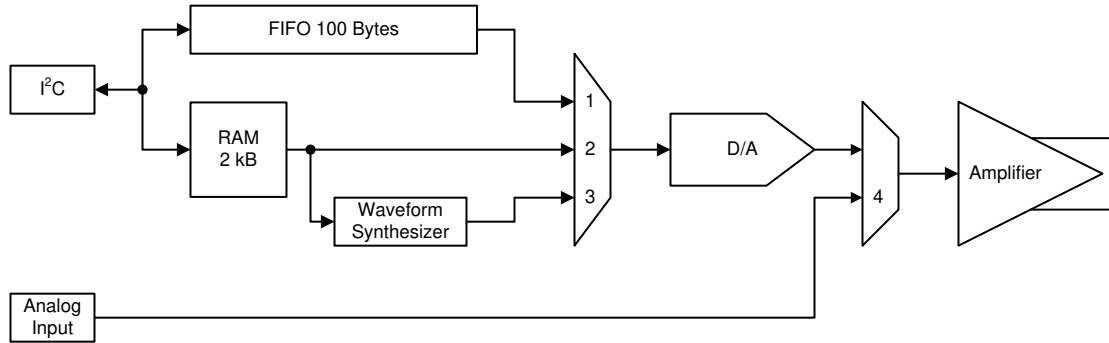 FIFO 100 Bytes
I²C
1
RAM
2 kB
2
D/A
Amplifier
3
4
Waveform
Synthesizer
Analog
Input